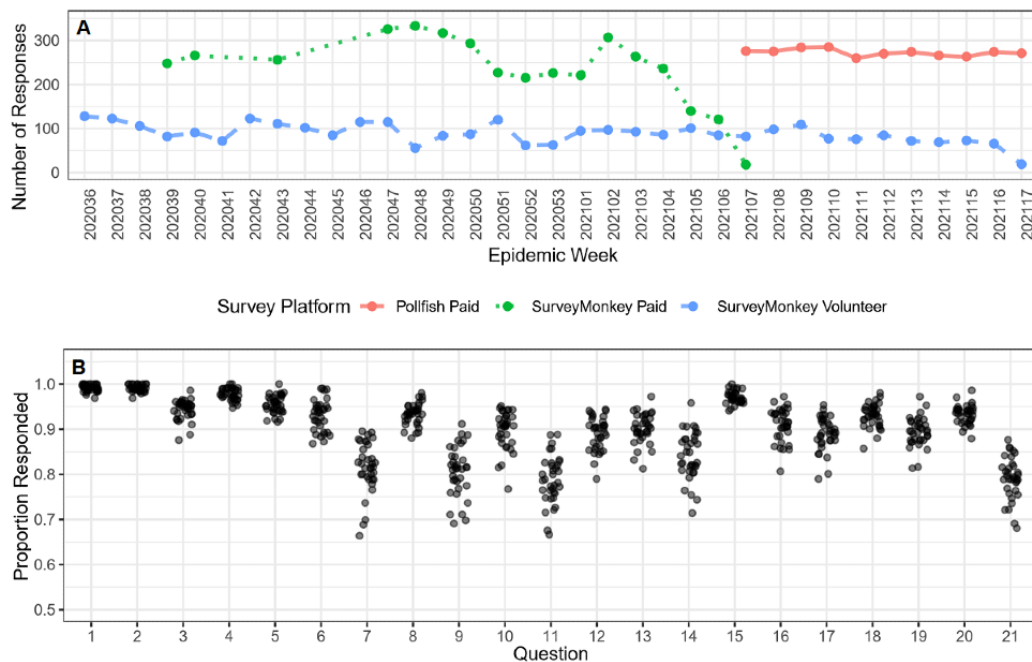 A
Number of Responses
300
200
100
0
202036 202037 202038 202039 202040 202041 202042 202043 202044 202045 202046 202047 202048 202049 202050 202051 202052 202053 202101 202102 202103 202104 202105 202106 202107 202108 202109 202110 202111 202112 202113 202114 202115 202116 202117
Epidemic Week
Survey Platform Pollfish Paid SurveyMonkey Paid SurveyMonkey Volunteer
B
Proportion Responded
1.0
0.9
0.8
0.7
0.6
0.5
1 2 3 4 5 6 7 8 9 10 11 12 13 14 15 16 17 18 19 20 21
Question